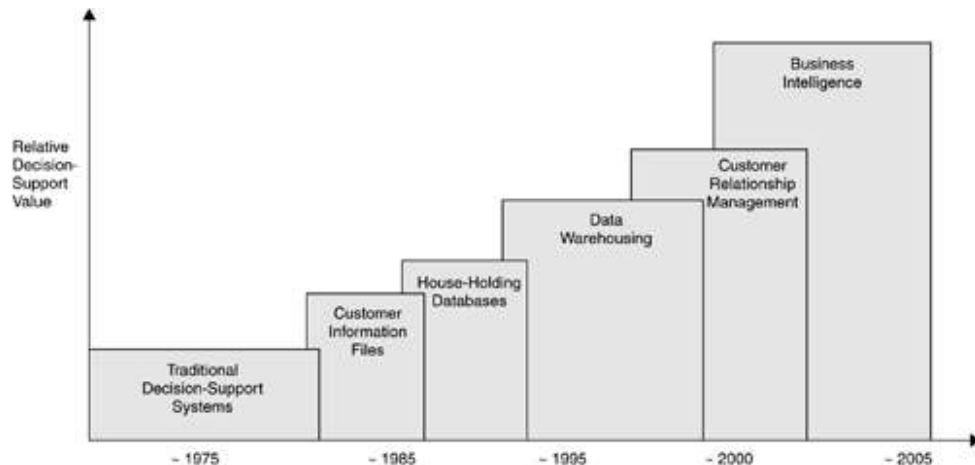 Business
Intelligence
Relative
Decision-
Support
Value
Customer
Relationship
Management
Data
Warehousing
House-Holding
Databases
Customer
Information
Files
Traditional
Decision-Support
Systems
~ 1975
~ 1985
~ 1995
~ 2000
~ 2005